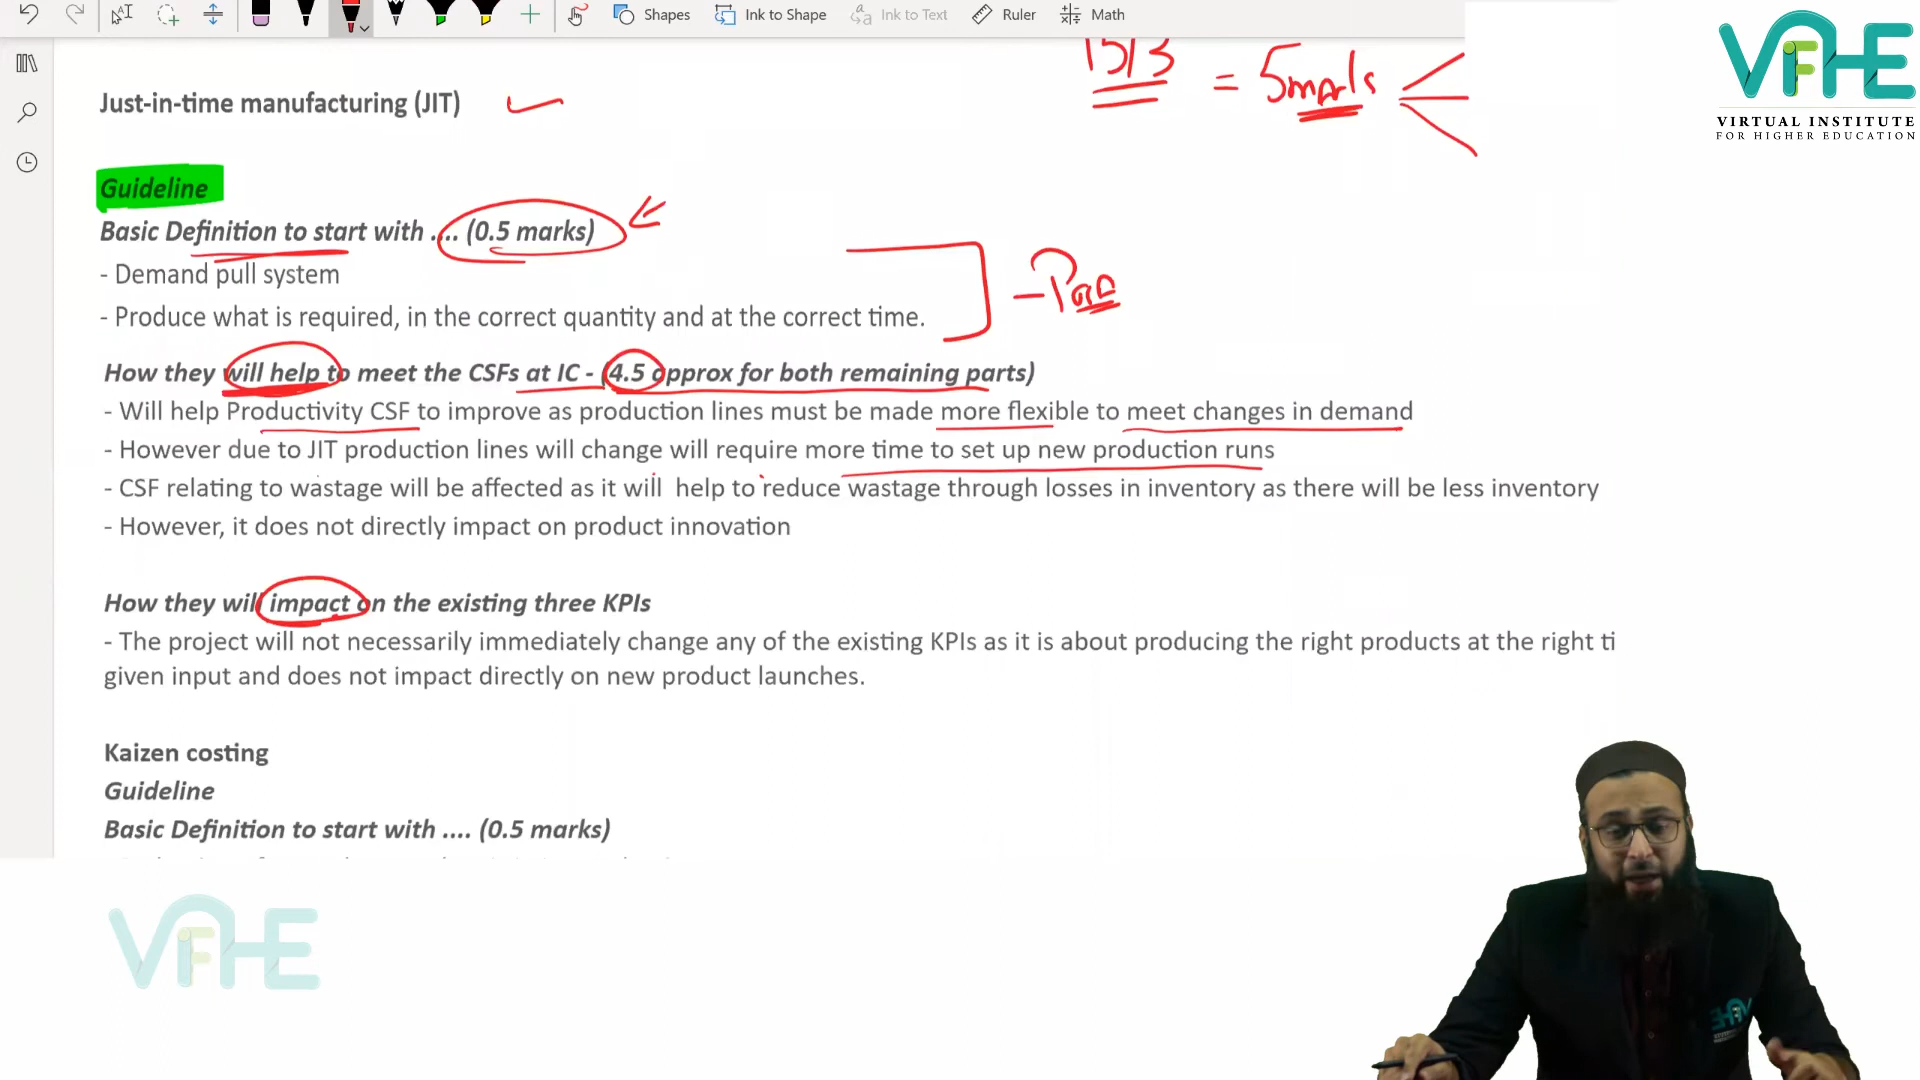 Shapes Ink to Shape Ink to Text Ruler Math
VIFHE
VIRTUAL INSTITUTE
FOR HIGHER EDUCATION
15/3 = 5 marks
Just-in-time manufacturing (JIT)
Guideline
Basic Definition to start with .... (0.5 marks)
- Demand pull system
- Produce what is required, in the correct quantity and at the correct time.
How they will help to meet the CSFs at IC - (4.5 approx for both remaining parts)
- Will help Productivity CSF to improve as production lines must be made more flexible to meet changes in demand
- However due to JIT production lines will change will require more time to set up new production runs
- CSF relating to wastage will be affected as it will help to reduce wastage through losses in inventory as there will be less inventory
- However, it does not directly impact on product innovation
How they will impact on the existing three KPIs
- The project will not necessarily immediately change any of the existing KPIs as it is about producing the right products at the right ti
given input and does not impact directly on new product launches.
Kaizen costing
Guideline
Basic Definition to start with .... (0.5 marks)
VIFHE